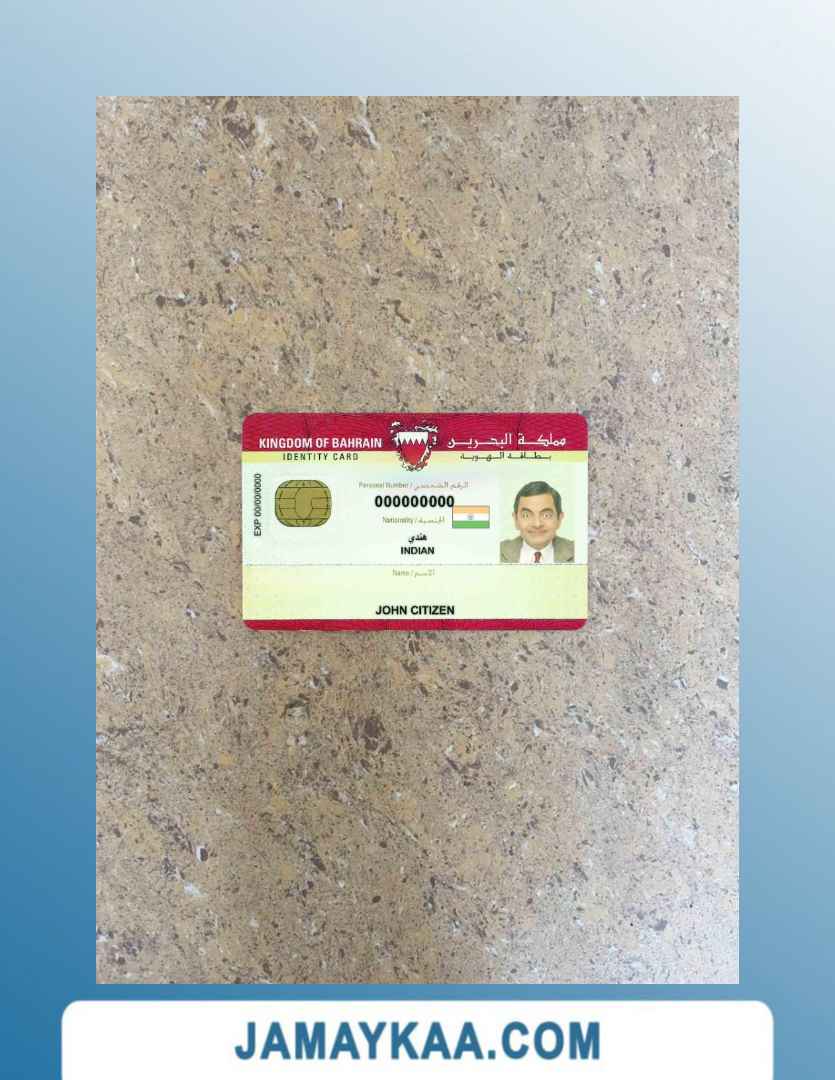 KINGDOM OF BAHRAIN
مملكة البحرين
IDENTITY CARD
بطاقة الهوية
EXP 00/00/0000
Personal Number / الرقم الشخصي
000000000
Nationality / الجنسية
هندي
INDIAN
Name / الاسم
JOHN CITIZEN
JAMAYKAA.COM